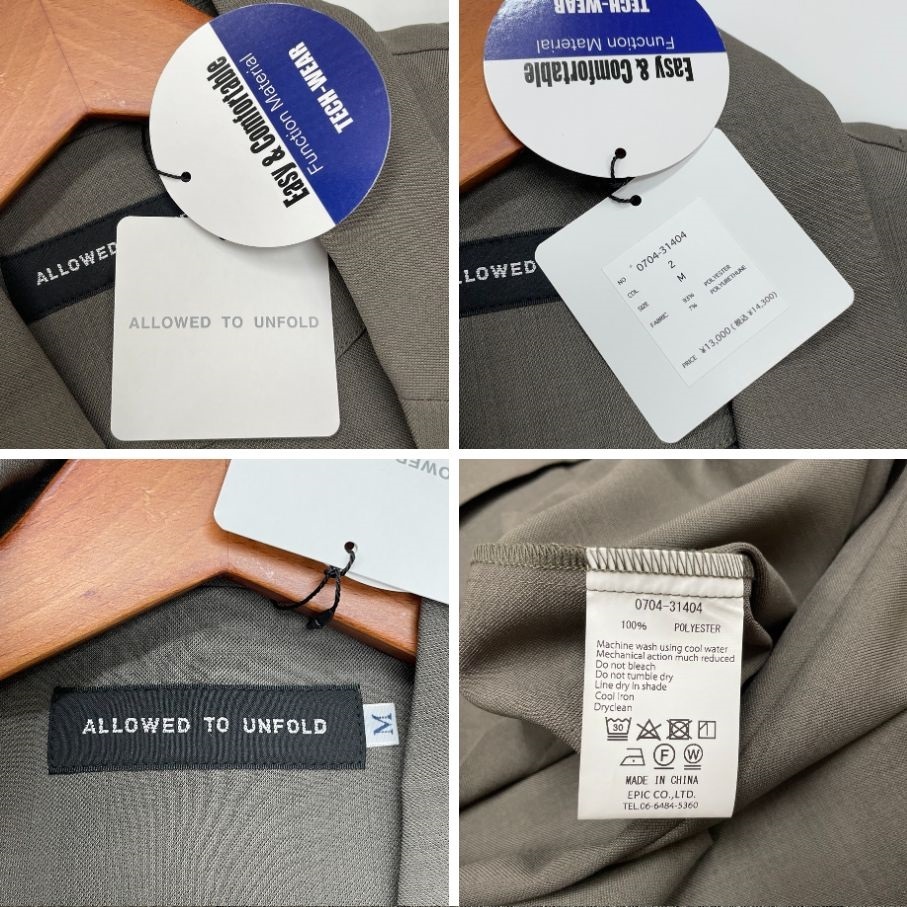 TECH-WEAR
Function Material
Easy & Comfortable
ALLOWED
ALLOWED TO UNFOLD
TECH-WEAR
Function Material
Easy & Comfortable
LLOWED
NO 0704-31404
COL 2
SIZE M
FABRIC 93% POLYESTER
7% POLYURETHUNE
PRICE ¥13,000(税込 ¥14,300)
ALLOWED TO UNFOLD
M
0704-31404
100% POLYESTER
Machine wash using cool water
Mechanical action much reduced
Do not bleach
Do not tumble dry
Line dry in shade
Cool Iron
Dryclean
30
F
W
MADE IN CHINA
EPIC CO.,LTD.
TEL.06-6484-5360